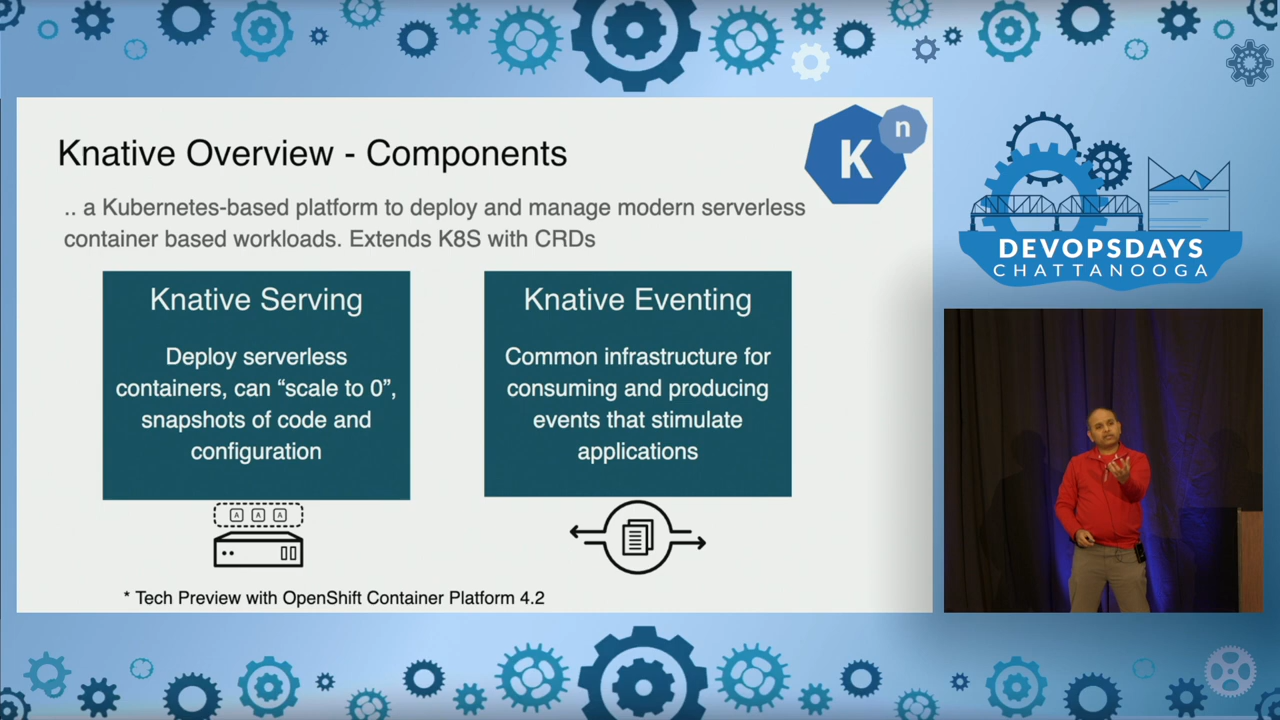 Knative Overview - Components
K
n
.. a Kubernetes-based platform to deploy and manage modern serverless
container based workloads. Extends K8S with CRDs
Knative Serving
Deploy serverless
containers, can “scale to 0”,
snapshots of code and
configuration
A A A
Knative Eventing
Common infrastructure for
consuming and producing
events that stimulate
applications
* Tech Preview with OpenShift Container Platform 4.2
DEVOPSDAYS
CHATTANOOGA